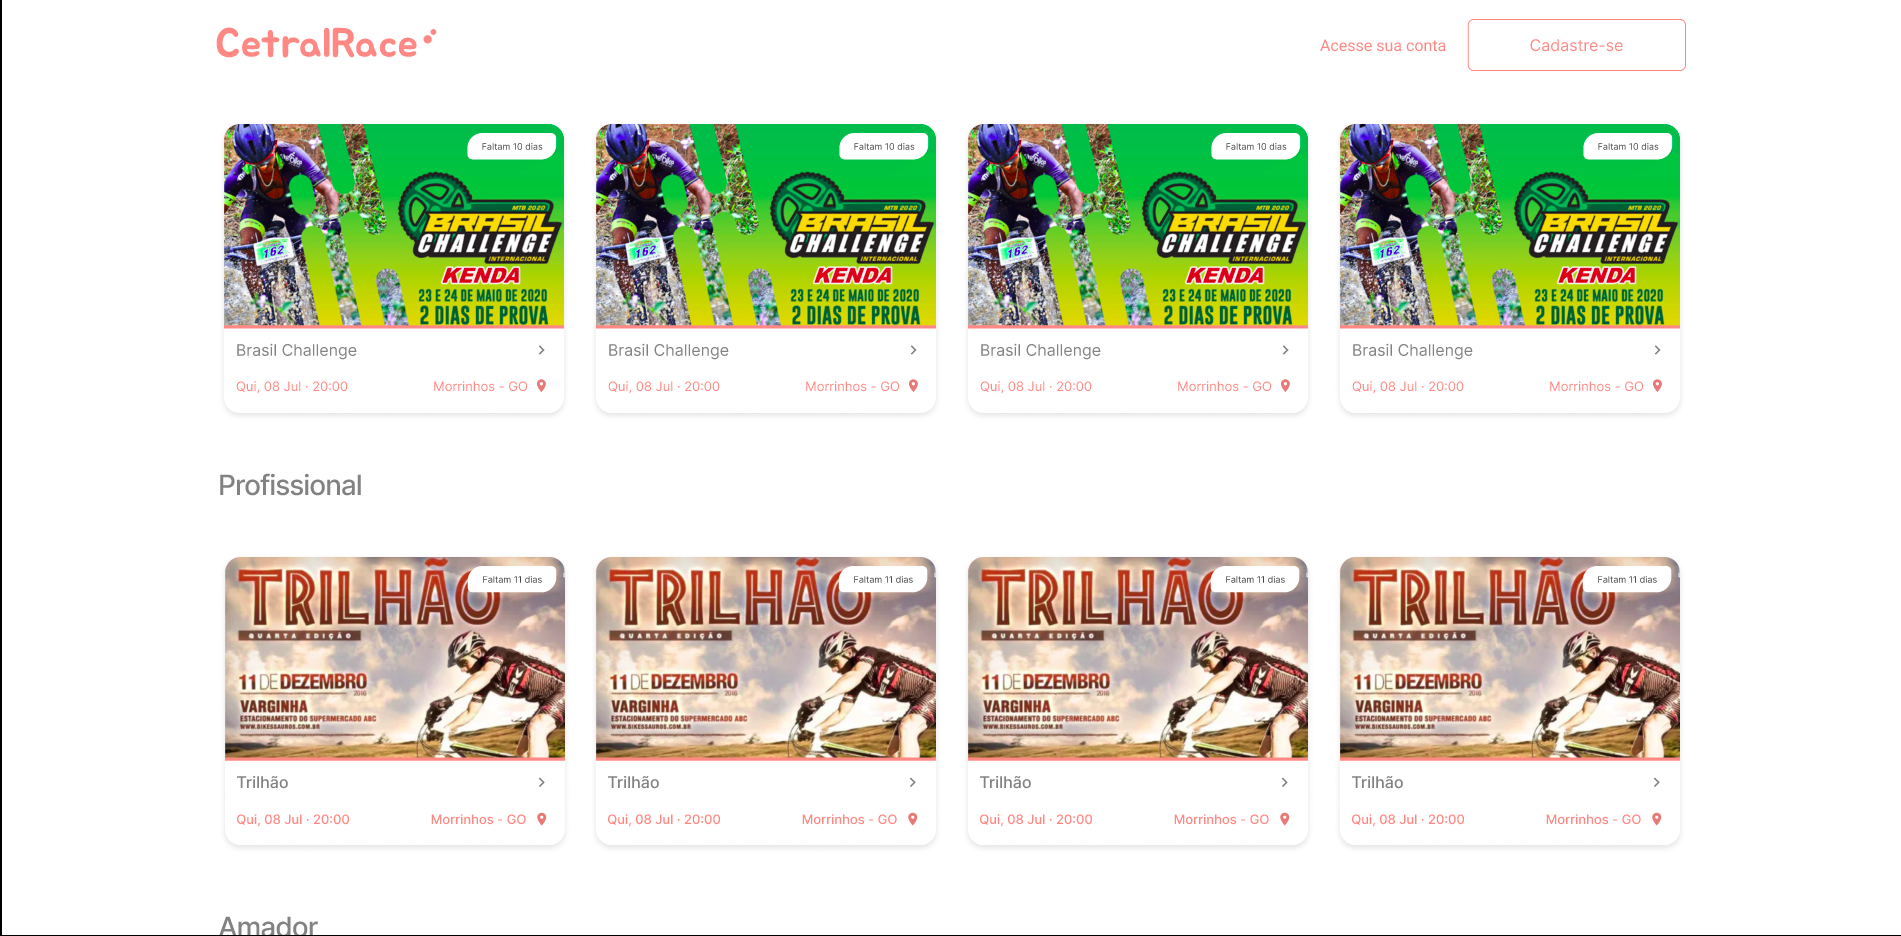 CetralRace
Acesse sua conta
Cadastre-se
Faltam 10 dias
162
MTB 2020
BRASIL
CHALLENGE
INTERNACIONAL
KENDA
23 E 24 DE MAIO DE 2020
2 DIAS DE PROVA
Brasil Challenge
Qui, 08 Jul · 20:00
Morrinhos - GO
Faltam 10 dias
162
MTB 2020
BRASIL
CHALLENGE
INTERNACIONAL
KENDA
23 E 24 DE MAIO DE 2020
2 DIAS DE PROVA
Brasil Challenge
Qui, 08 Jul · 20:00
Morrinhos - GO
Faltam 10 dias
162
MTB 2020
BRASIL
CHALLENGE
INTERNACIONAL
KENDA
23 E 24 DE MAIO DE 2020
2 DIAS DE PROVA
Brasil Challenge
Qui, 08 Jul · 20:00
Morrinhos - GO
Faltam 10 dias
162
MTB 2020
BRASIL
CHALLENGE
INTERNACIONAL
KENDA
23 E 24 DE MAIO DE 2020
2 DIAS DE PROVA
Brasil Challenge
Qui, 08 Jul · 20:00
Morrinhos - GO
Profissional
Faltam 11 dias
TRILHÃO
QUARTA EDIÇÃO
11 DE DEZEMBRO
2016
VARGINHA
ESTACIONAMENTO DO SUPERMERCADO ABC
WWW.BIKESSAUROS.COM.BR
Trilhão
Qui, 08 Jul · 20:00
Morrinhos - GO
Faltam 11 dias
TRILHÃO
QUARTA EDIÇÃO
11 DE DEZEMBRO
2016
VARGINHA
ESTACIONAMENTO DO SUPERMERCADO ABC
WWW.BIKESSAUROS.COM.BR
Trilhão
Qui, 08 Jul · 20:00
Morrinhos - GO
Faltam 11 dias
TRILHÃO
QUARTA EDIÇÃO
11 DE DEZEMBRO
2016
VARGINHA
ESTACIONAMENTO DO SUPERMERCADO ABC
WWW.BIKESSAUROS.COM.BR
Trilhão
Qui, 08 Jul · 20:00
Morrinhos - GO
Faltam 11 dias
TRILHÃO
QUARTA EDIÇÃO
11 DE DEZEMBRO
2016
VARGINHA
ESTACIONAMENTO DO SUPERMERCADO ABC
WWW.BIKESSAUROS.COM.BR
Trilhão
Qui, 08 Jul · 20:00
Morrinhos - GO
Amador